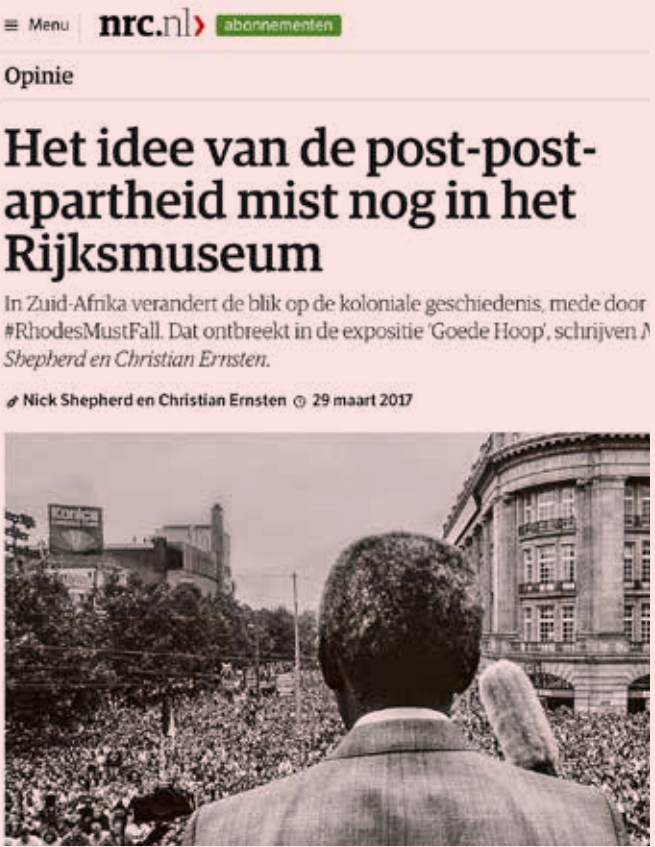 Menu nrc.nl> abonnementen
Opinie
Het idee van de post-post-
apartheid mist nog in het
Rijksmuseum
In Zuid-Afrika verandert de blik op de koloniale geschiedenis, mede door
#RhodesMustFall. Dat ontbreekt in de expositie 'Goede Hoop', schrijven
Shepherd en Christian Ernsten.
Nick Shepherd en Christian Ernsten 29 maart 2017
Konica